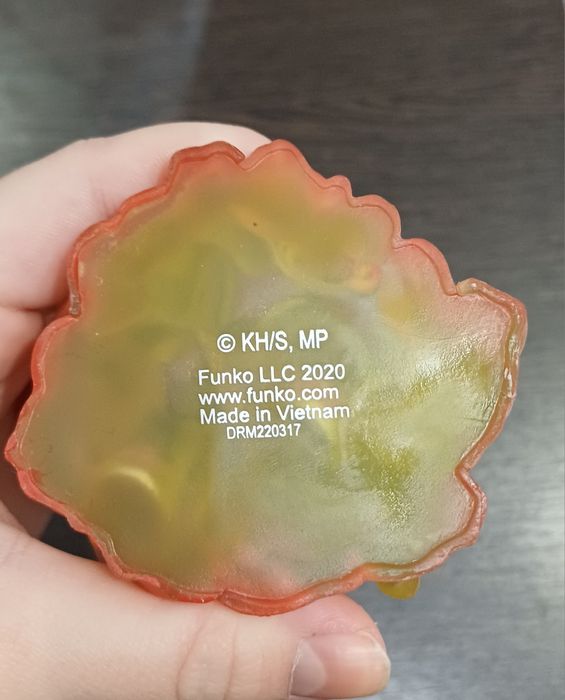 © KH/S, MP
Funko LLC 2020
www.funko.com
Made in Vietnam
DRM220317